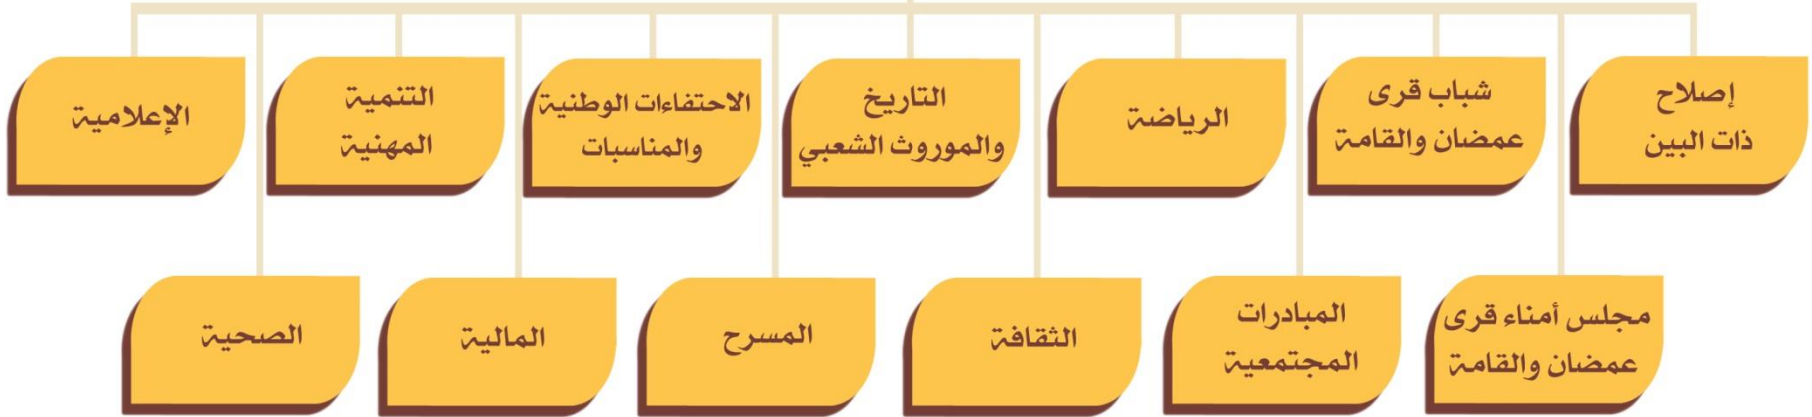 إصلاح
ذات البين
شباب قرى
عمضان والقامة
الرياضة
التاريخ
والموروث الشعبي
الاحتفاءات الوطنية
والمناسبات
التنمية
المهنية
الإعلامية
مجلس أمناء قرى
عمضان والقامة
المبادرات
المجتمعية
الثقافة
المسرح
المالية
الصحية